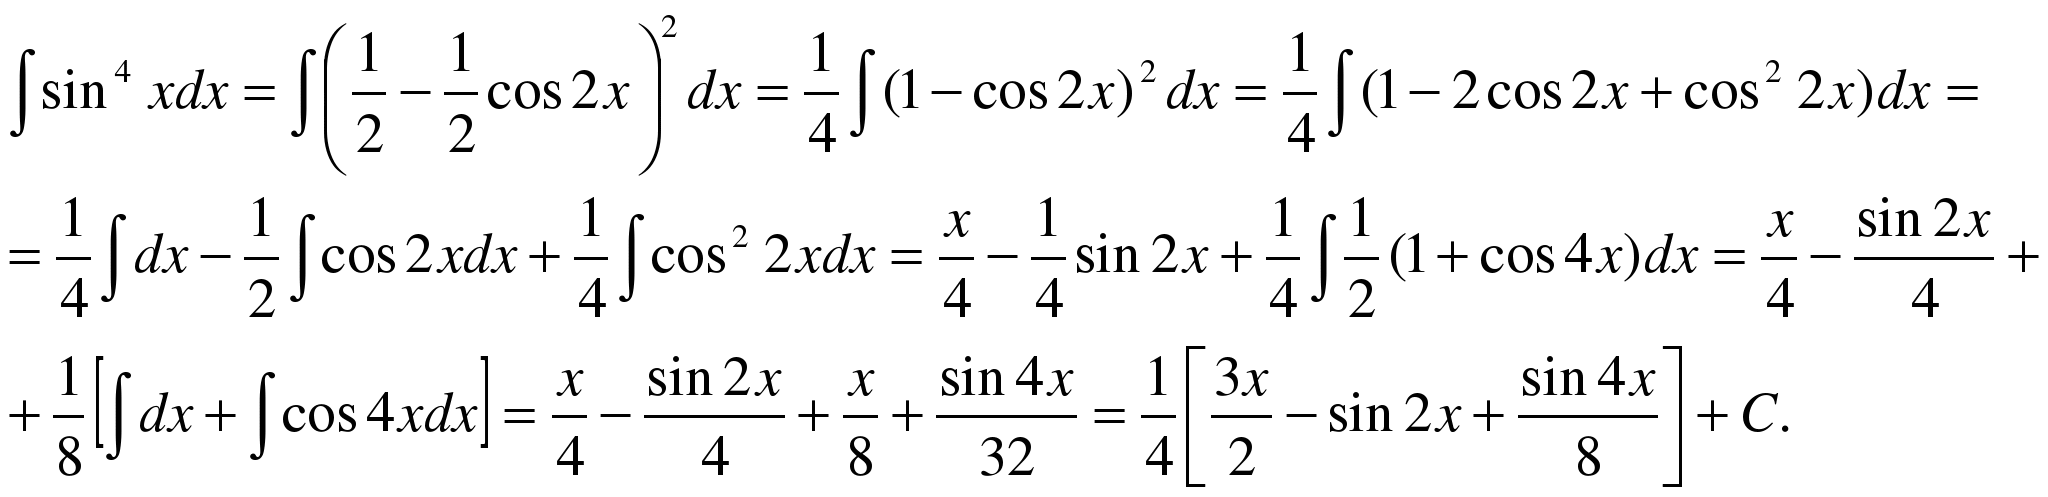 ∫sin⁴ xdx = ∫(1/2 − 1/2 cos 2x)² dx = 1/4 ∫(1 − cos 2x)² dx = 1/4 ∫(1 − 2cos 2x + cos² 2x)dx =
= 1/4 ∫dx − 1/2 ∫cos 2xdx + 1/4 ∫cos² 2xdx = x/4 − 1/4 sin 2x + 1/4 ∫1/2 (1 + cos 4x)dx = x/4 − sin 2x/4 +
+ 1/8 [∫dx + ∫cos 4xdx] = x/4 − sin 2x/4 + x/8 + sin 4x/32 = 1/4 [3x/2 − sin 2x + sin 4x/8] + C.